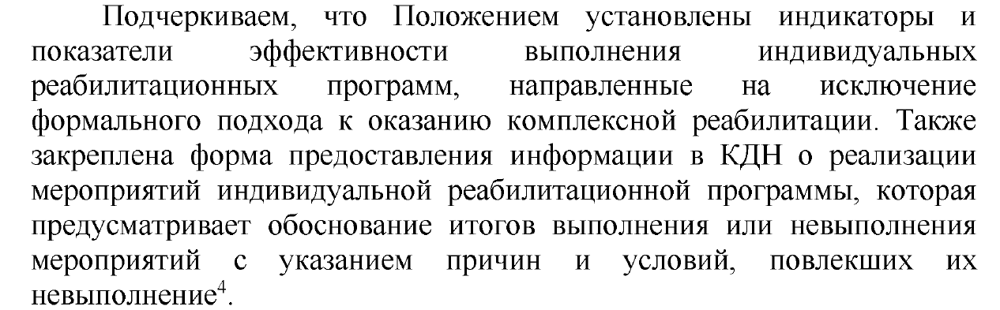 Подчеркиваем, что Положением установлены индикаторы и
показатели эффективности выполнения индивидуальных
реабилитационных программ, направленные на исключение
формального подхода к оказанию комплексной реабилитации. Также
закреплена форма предоставления информации в КДН о реализации
мероприятий индивидуальной реабилитационной программы, которая
предусматривает обоснование итогов выполнения или невыполнения
мероприятий с указанием причин и условий, повлекших их
невыполнение⁴.